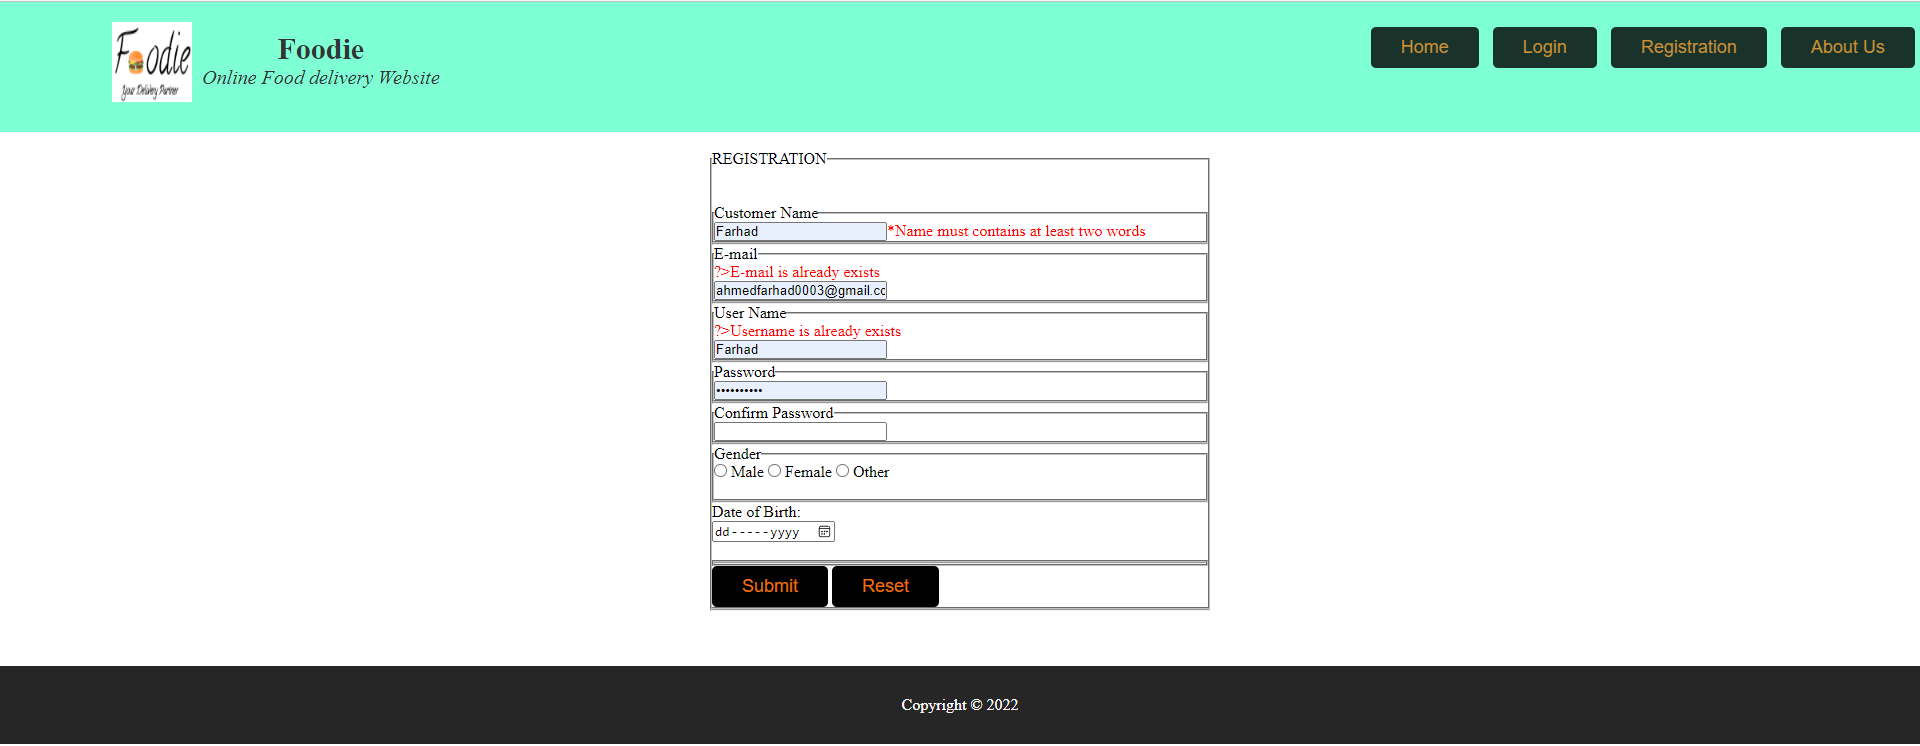 Foodie
Your Delivery Partner
Foodie
Online Food delivery Website
Home Login Registration About Us
REGISTRATION
Customer Name
Farhad *Name must contains at least two words
E-mail
?>E-mail is already exists
ahmedfarhad0003@gmail.cc
User Name
?>Username is already exists
Farhad
Password
••••••••••
Confirm Password
Gender
Male Female Other
Date of Birth:
dd-----yyyy
Submit Reset
Copyright © 2022